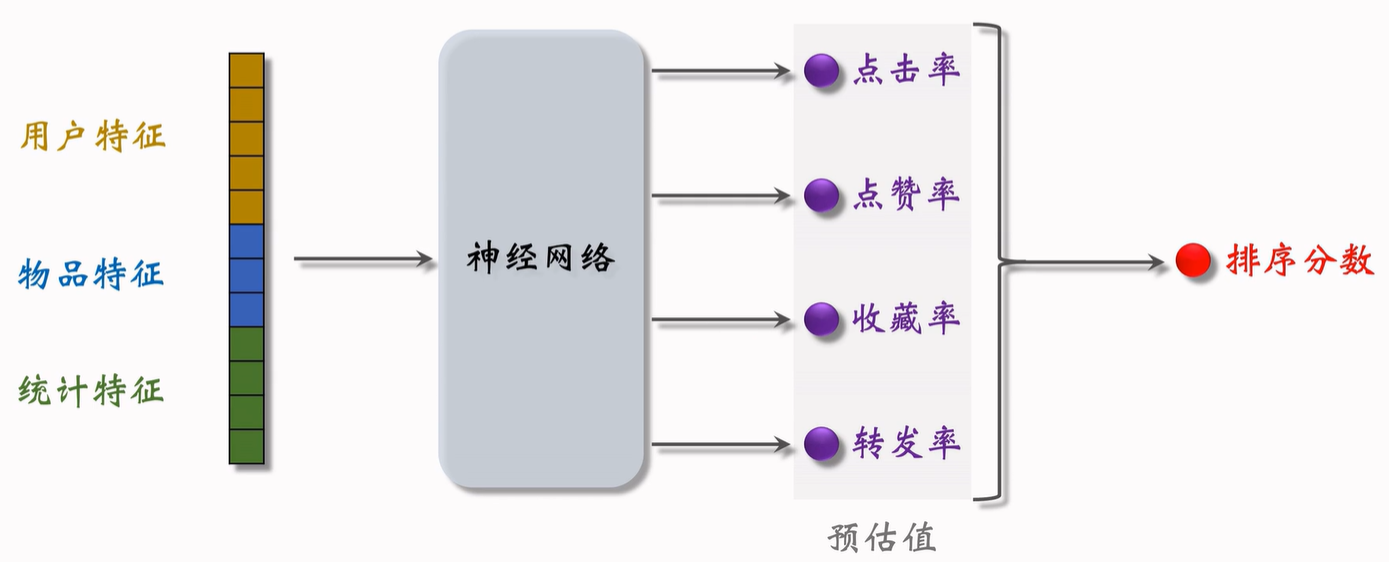 用户特征
物品特征
统计特征
神经网络
点击率
点赞率
收藏率
转发率
预估值
排序分数